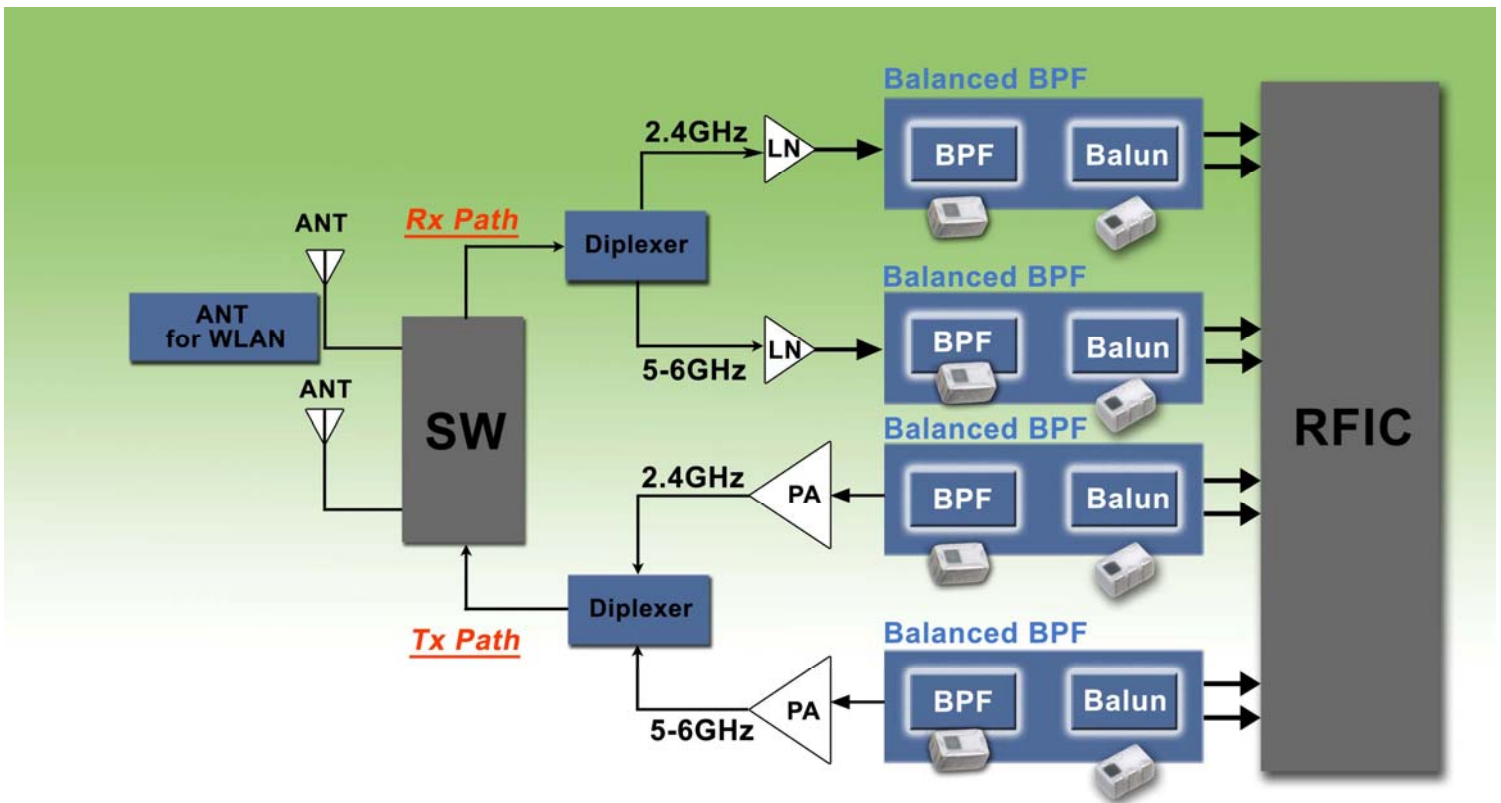 Balanced BPF
2.4GHz
LN
BPF
Balun
ANT
Rx Path
Diplexer
Balanced BPF
ANT
for WLAN
5-6GHz
LN
BPF
Balun
ANT
SW
RFIC
Balanced BPF
2.4GHz
PA
BPF
Balun
Diplexer
Tx Path
Balanced BPF
5-6GHz
PA
BPF
Balun